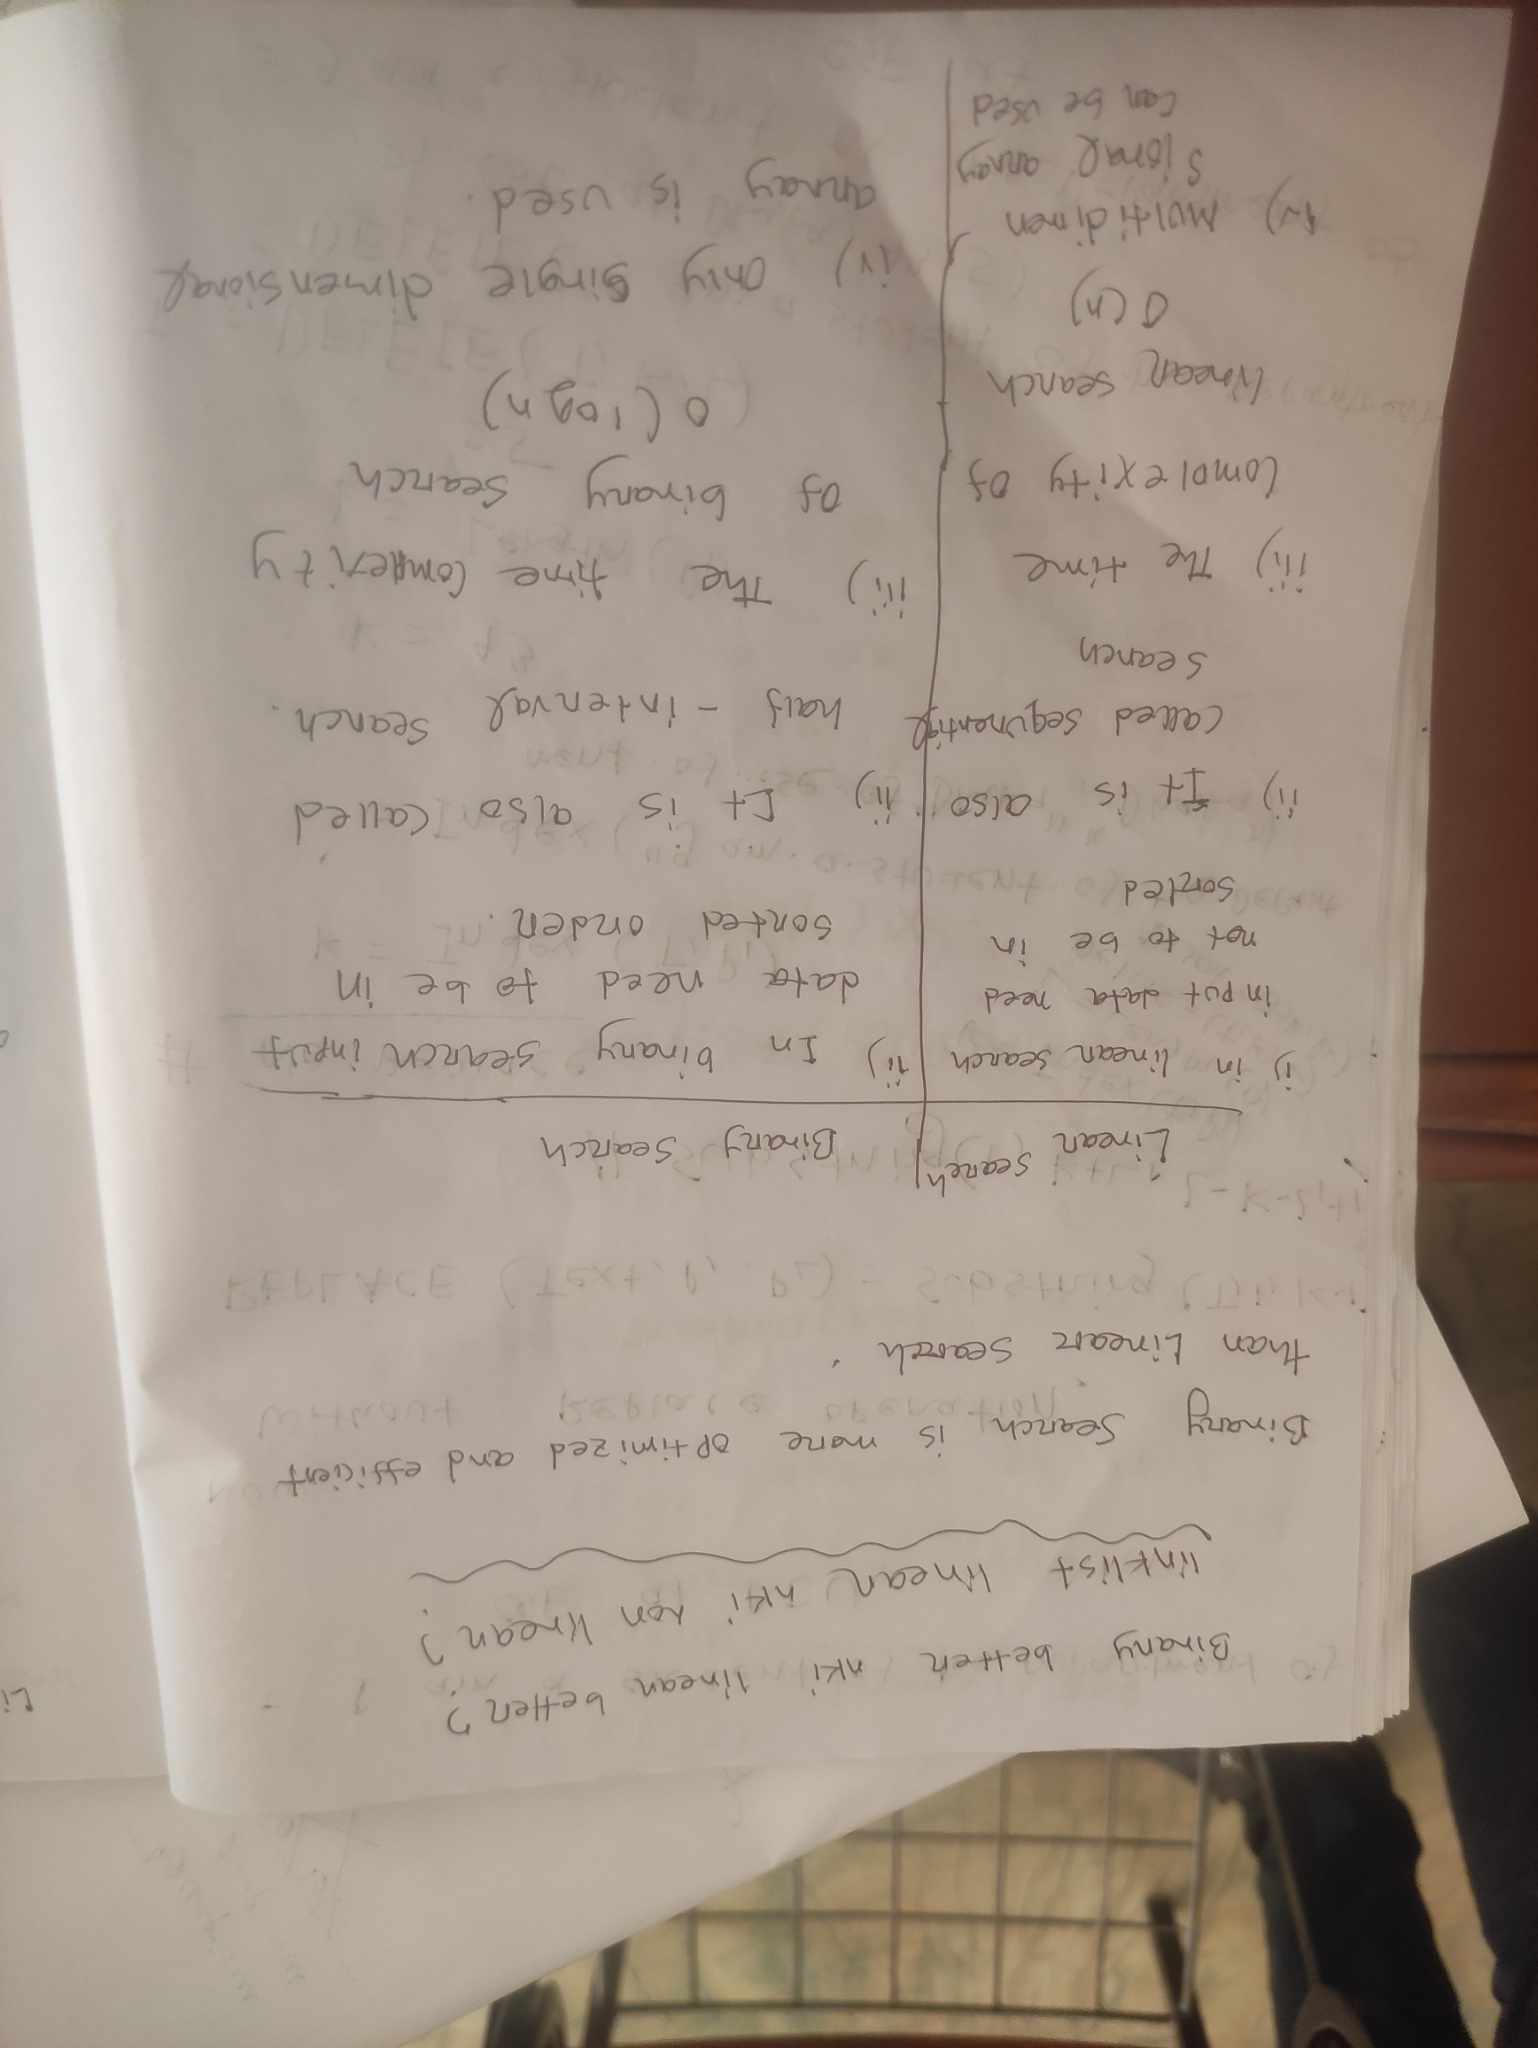 Binary better nki linear better?
linklist linear nki non linear?
Binary Search is more optimized and efficient
than Linear search.
Linear search
Binary search
i) in linear search
input data need
not to be in
sorted
ii) In binary search input
data need to be in
sorted order.
ii) It is also
called sequnential
search
ii) It is also called
half - interval search.
iii) The time
complexity of
linear search
O(n)
iii) The time complexity
of binary search
O(log n)
iv) multidimen
sional array
can be used
iv) only single dimensional
array is used.
Li